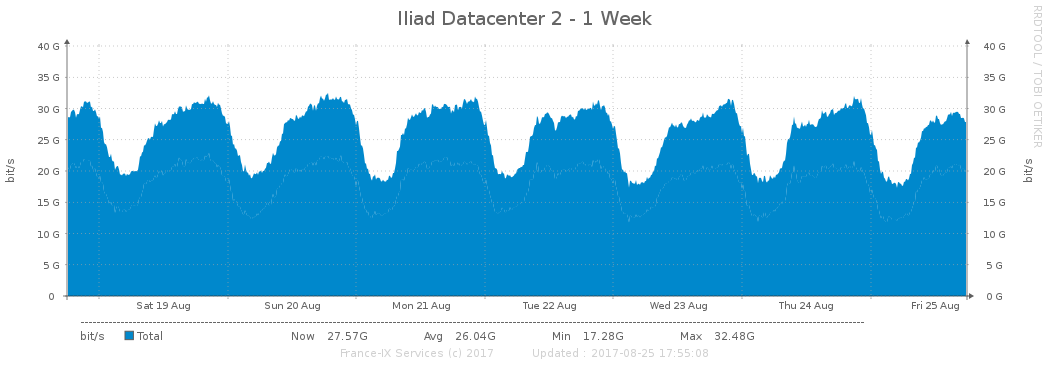 Iliad Datacenter 2 - 1 Week
RRDTOOL / TOBI OETIKER
40 G 40 G
35 G 35 G
30 G 30 G
25 G 25 G
20 G 20 G
15 G 15 G
10 G 10 G
5 G 5 G
0 0 G
bit/s bit/s
Sat 19 Aug Sun 20 Aug Mon 21 Aug Tue 22 Aug Wed 23 Aug Thu 24 Aug Fri 25 Aug
bit/s Total Now 27.57G Avg 26.04G Min 17.28G Max 32.48G
France-IX Services (c) 2017 Updated : 2017-08-25 17:55:08